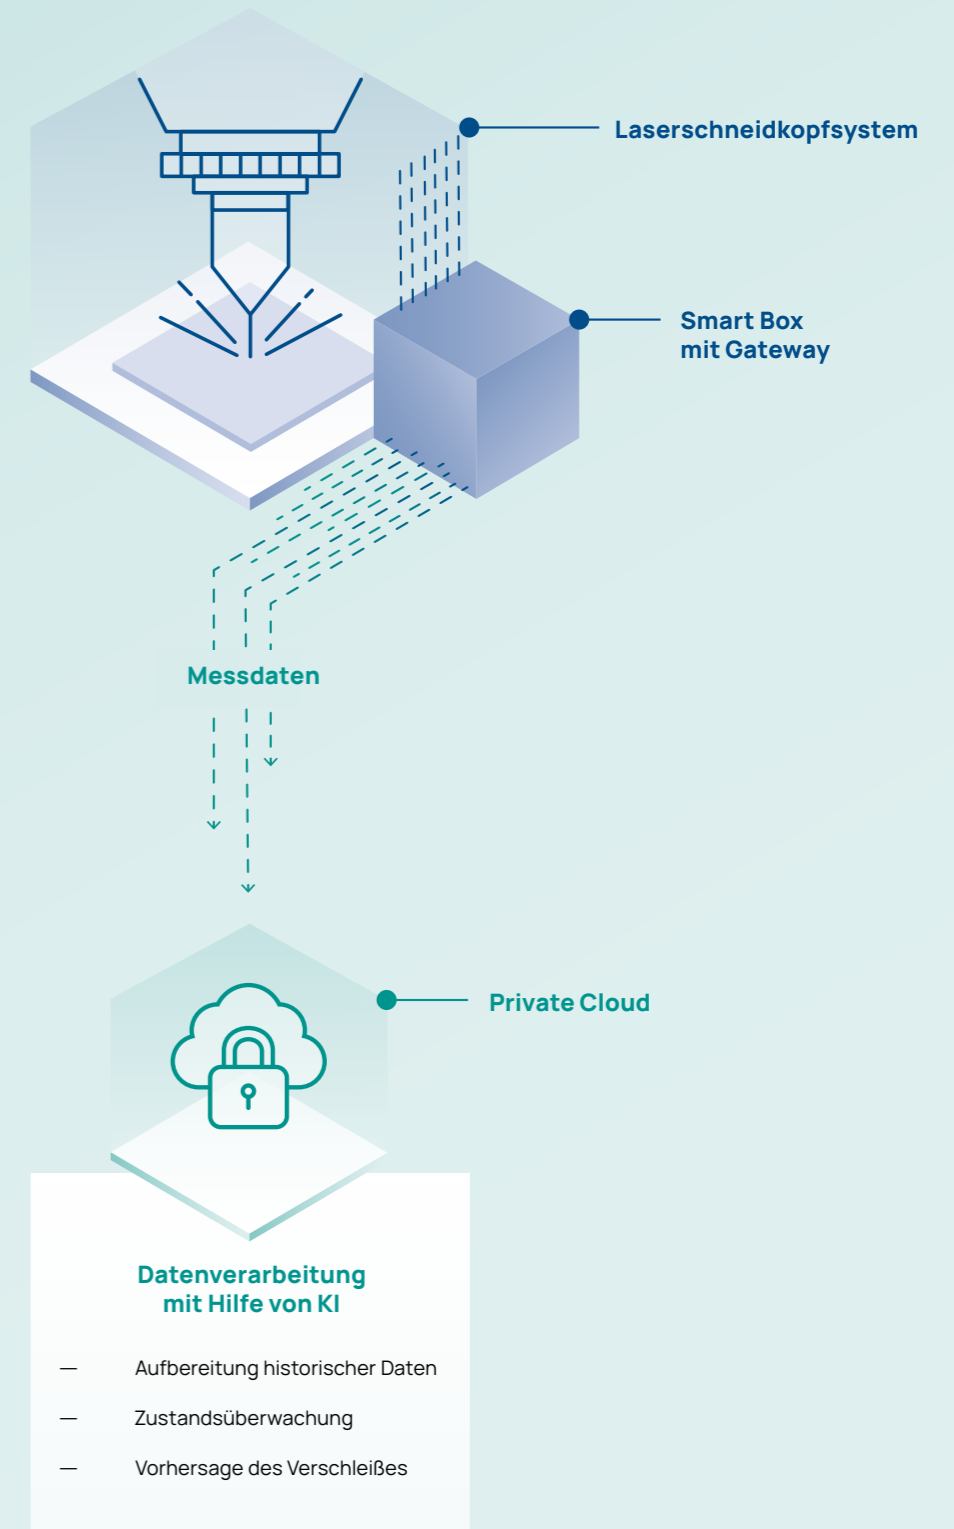 Laserschneidkopfsystem
Smart Box
mit Gateway
Messdaten
Private Cloud
Datenverarbeitung
mit Hilfe von KI
— Aufbereitung historischer Daten
— Zustandsüberwachung
— Vorhersage des Verschleißes